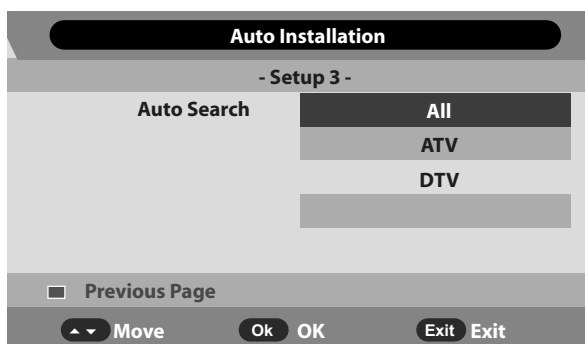 Auto Installation
- Setup 3 -
Auto Search All
ATV
DTV
Previous Page
Move Ok OK Exit Exit